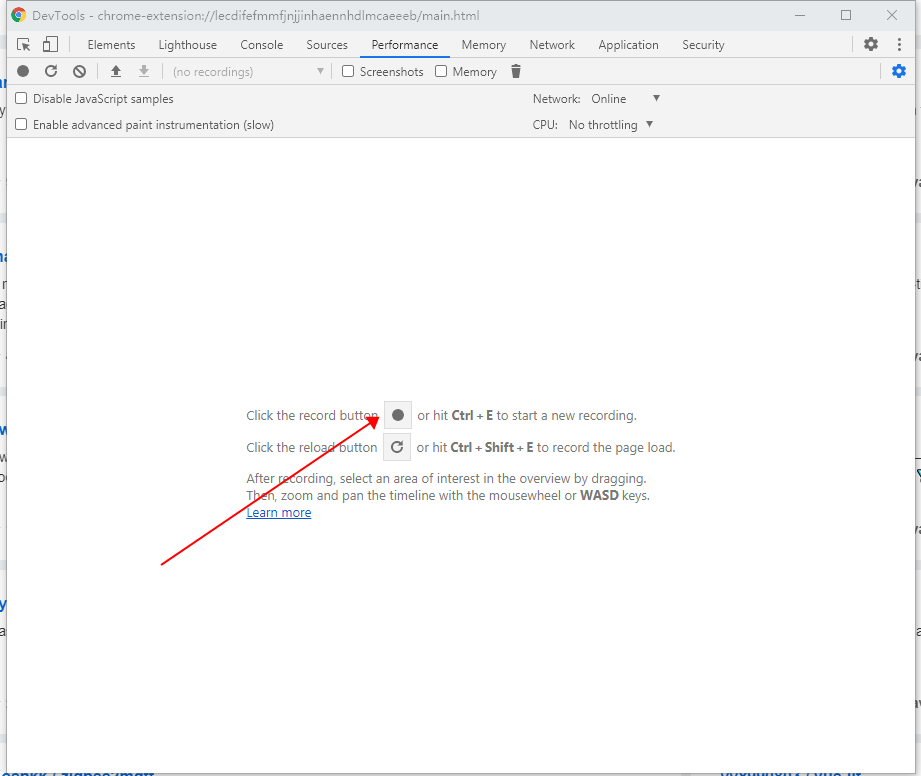 DevTools - chrome-extension://lecdifefmmfjnjjinhaennhdlmcaeeeb/main.html
Elements Lighthouse Console Sources Performance Memory Network Application Security
(no recordings) Screenshots Memory
Disable JavaScript samples Network: Online
Enable advanced paint instrumentation (slow) CPU: No throttling
Click the record button or hit Ctrl + E to start a new recording.
Click the reload button or hit Ctrl + Shift + E to record the page load.
After recording, select an area of interest in the overview by dragging.
Then, zoom and pan the timeline with the mousewheel or WASD keys.
Learn more